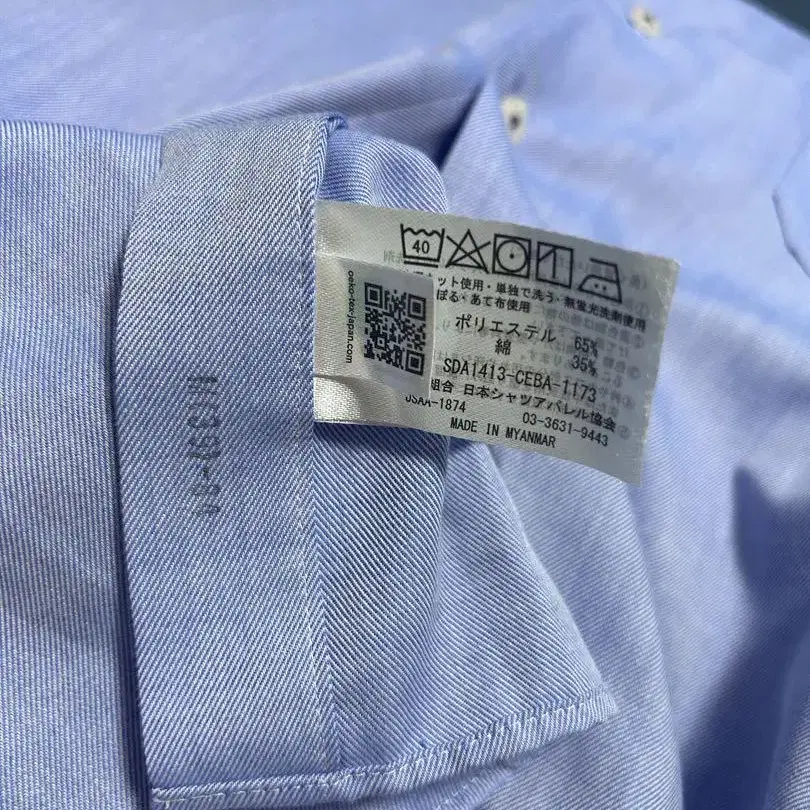 40
ネット使用・単独で洗う・無蛍光洗剤使用
ぼる・あて布使用
ポリエステル 65%
綿 35%
SDA1413-CEBA-1173
組合 日本シャツアパレル協会
JSAA-1874 03-3631-9443
MADE IN MYANMAR
oeko-tex-japan.com